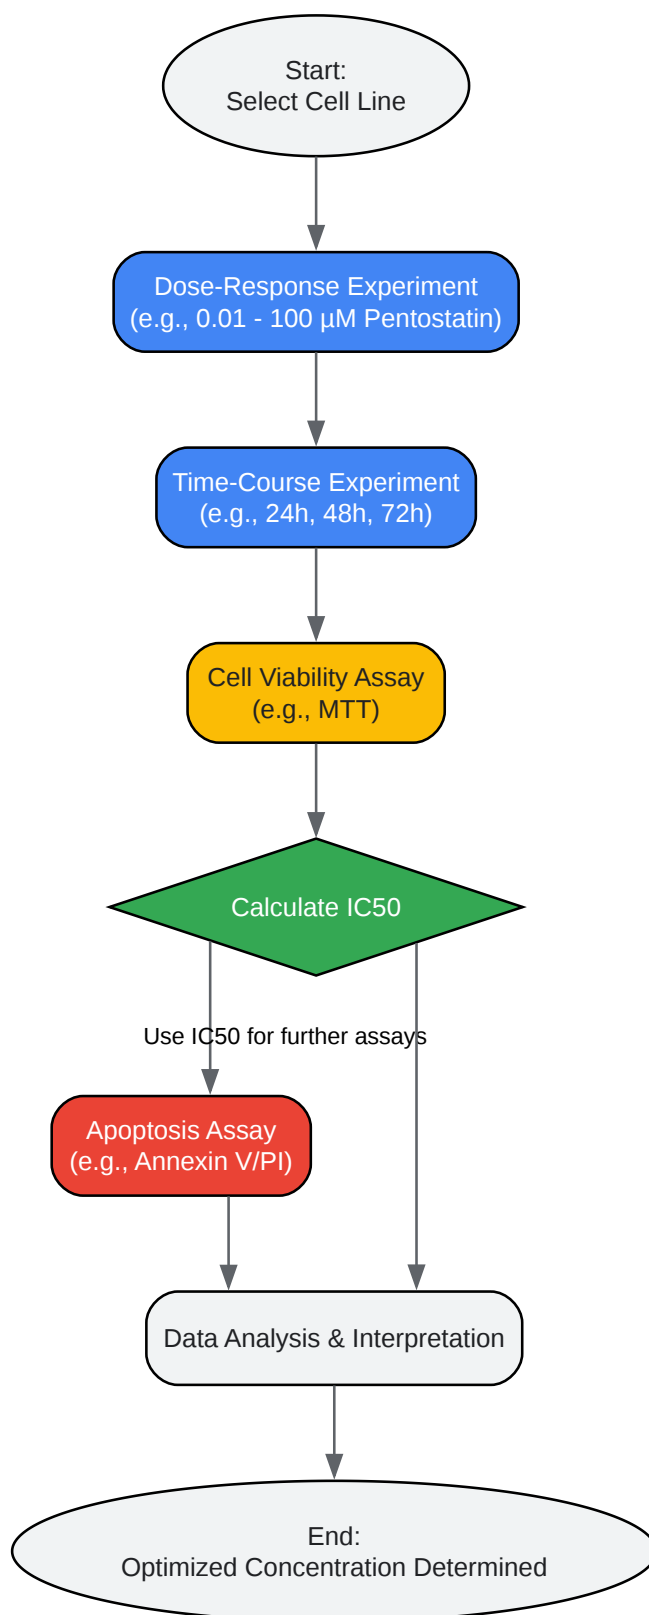 Start:
Select Cell Line
Dose-Response Experiment
(e.g., 0.01 - 100 µM Pentostatin)
Time-Course Experiment
(e.g., 24h, 48h, 72h)
Cell Viability Assay
(e.g., MTT)
Calculate IC50
Use IC50 for further assays
Apoptosis Assay
(e.g., Annexin V/PI)
Data Analysis & Interpretation
End:
Optimized Concentration Determined